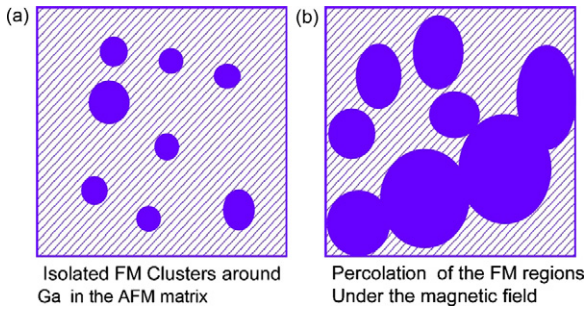 (a)
(b)
Isolated FM Clusters around
Ga in the AFM matrix
Percolation of the FM regions
Under the magnetic field